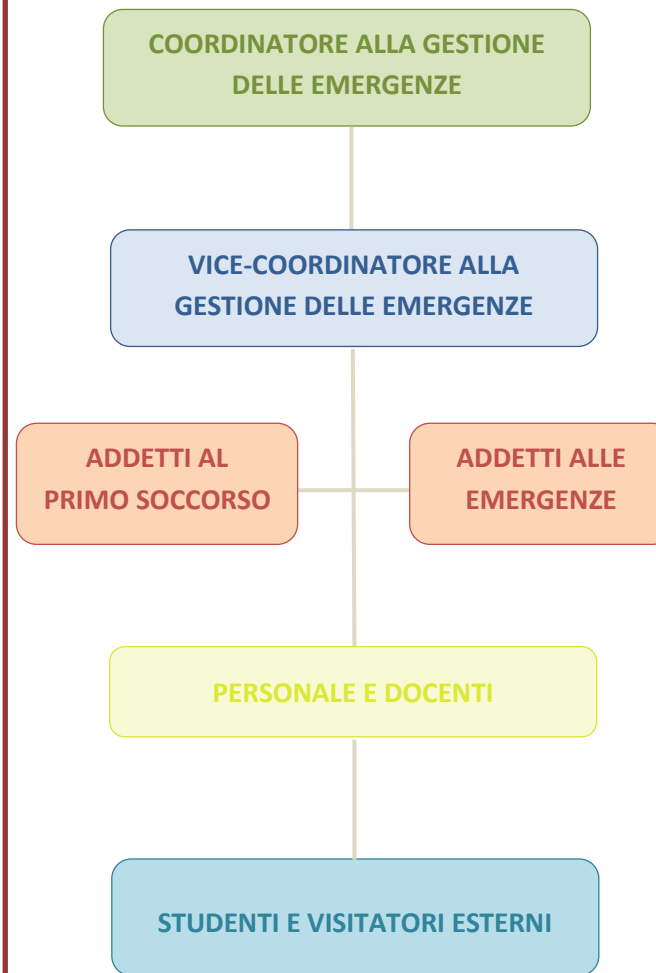 COORDINATORE ALLA GESTIONE
DELLE EMERGENZE
VICE-COORDINATORE ALLA
GESTIONE DELLE EMERGENZE
ADDETTI AL
PRIMO SOCCORSO
ADDETTI ALLE
EMERGENZE
PERSONALE E DOCENTI
STUDENTI E VISITATORI ESTERNI